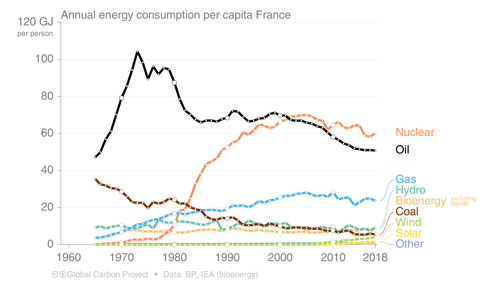 Annual energy consumption per capita France
120 GJ
per person
100
80
60
40
20
0
Nuclear
Oil
Gas
Hydro
Bioenergy excluding
Coal
Wind
Solar
Other
1960 1970 1980 1990 2000 2010 2018
Global Carbon Project • Data: BP, IEA (bioenergy)